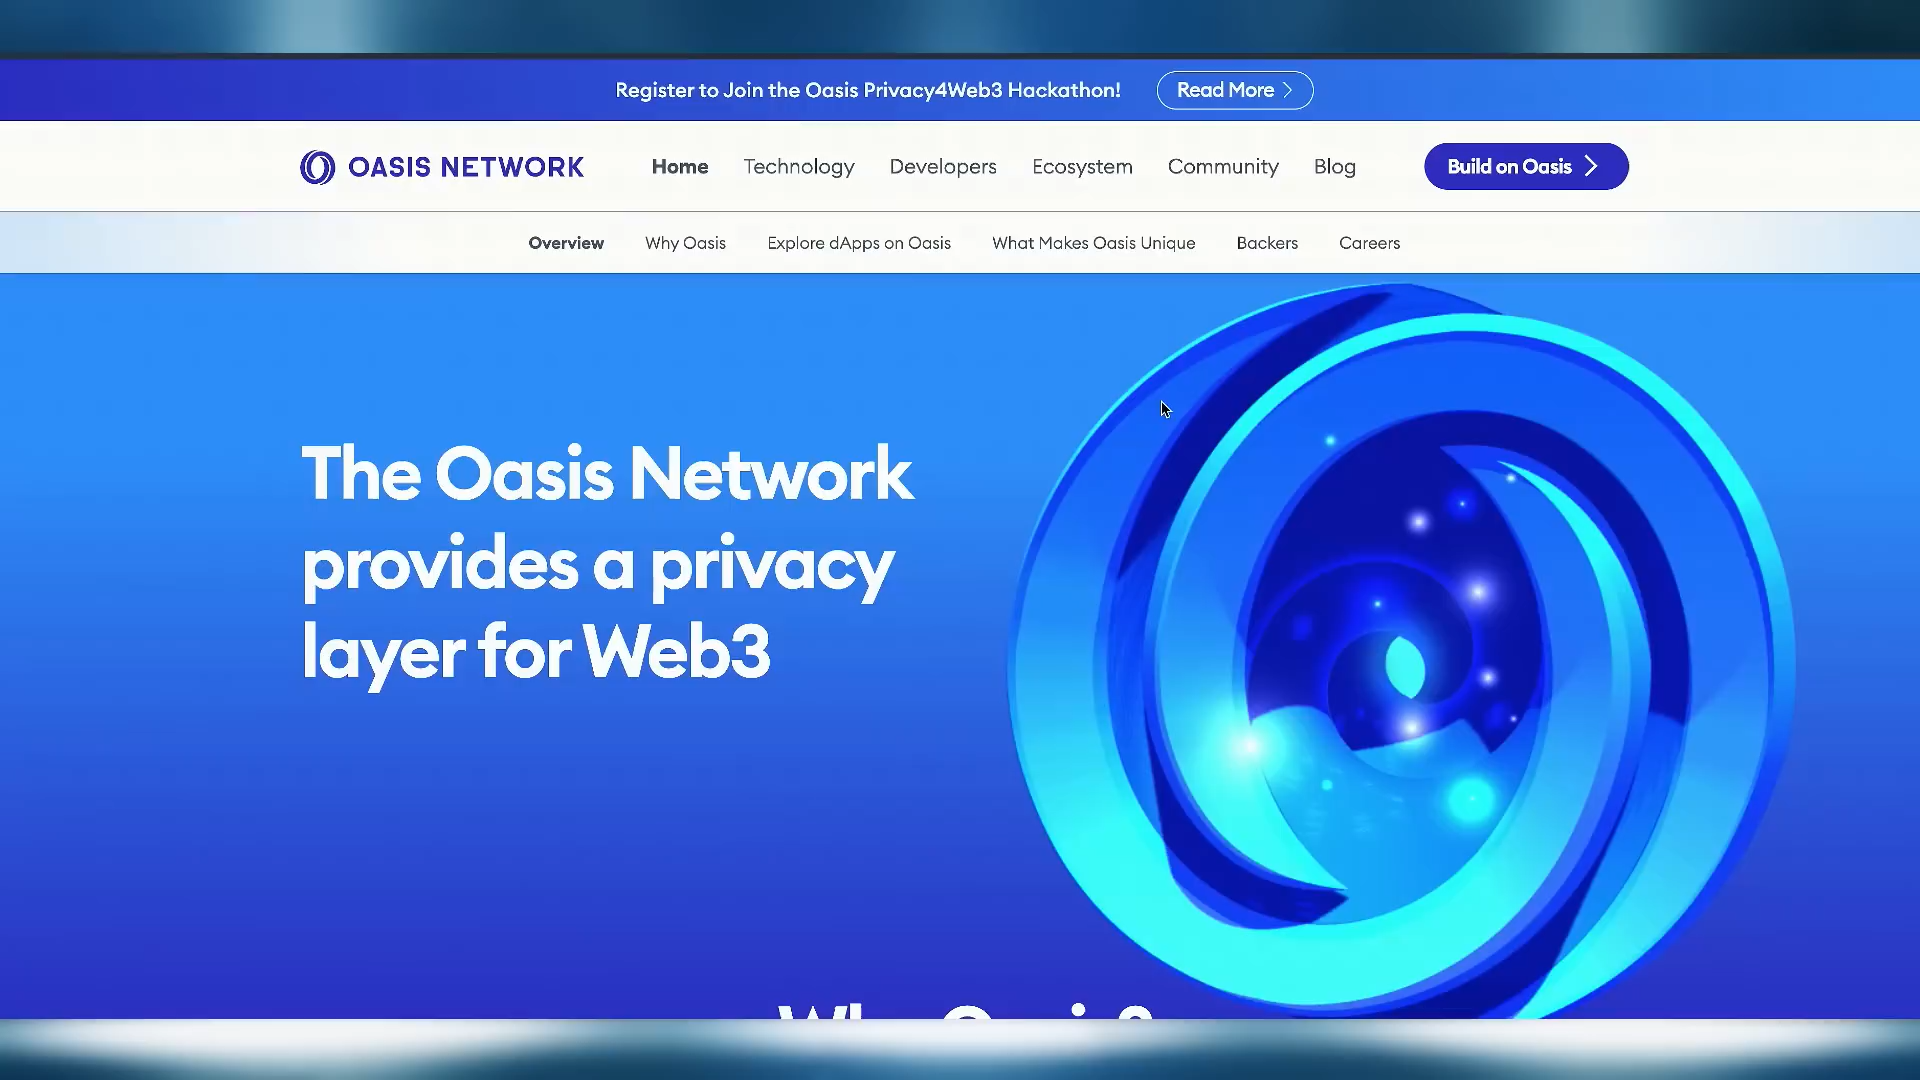 Register to Join the Oasis Privacy4Web3 Hackathon! Read More
OASIS NETWORK Home Technology Developers Ecosystem Community Blog Build on Oasis
Overview Why Oasis Explore dApps on Oasis What Makes Oasis Unique Backers Careers
The Oasis Network
provides a privacy
layer for Web3
Why Oasis?